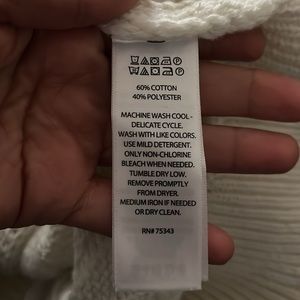 60% COTTON
40% POLYESTER
MACHINE WASH COOL -
DELICATE CYCLE.
WASH WITH LIKE COLORS.
USE MILD DETERGENT.
ONLY NON-CHLORINE
BLEACH WHEN NEEDED.
TUMBLE DRY LOW.
REMOVE PROMPTLY
FROM DRYER.
MEDIUM IRON IF NEEDED
OR DRY CLEAN.
RN# 75343